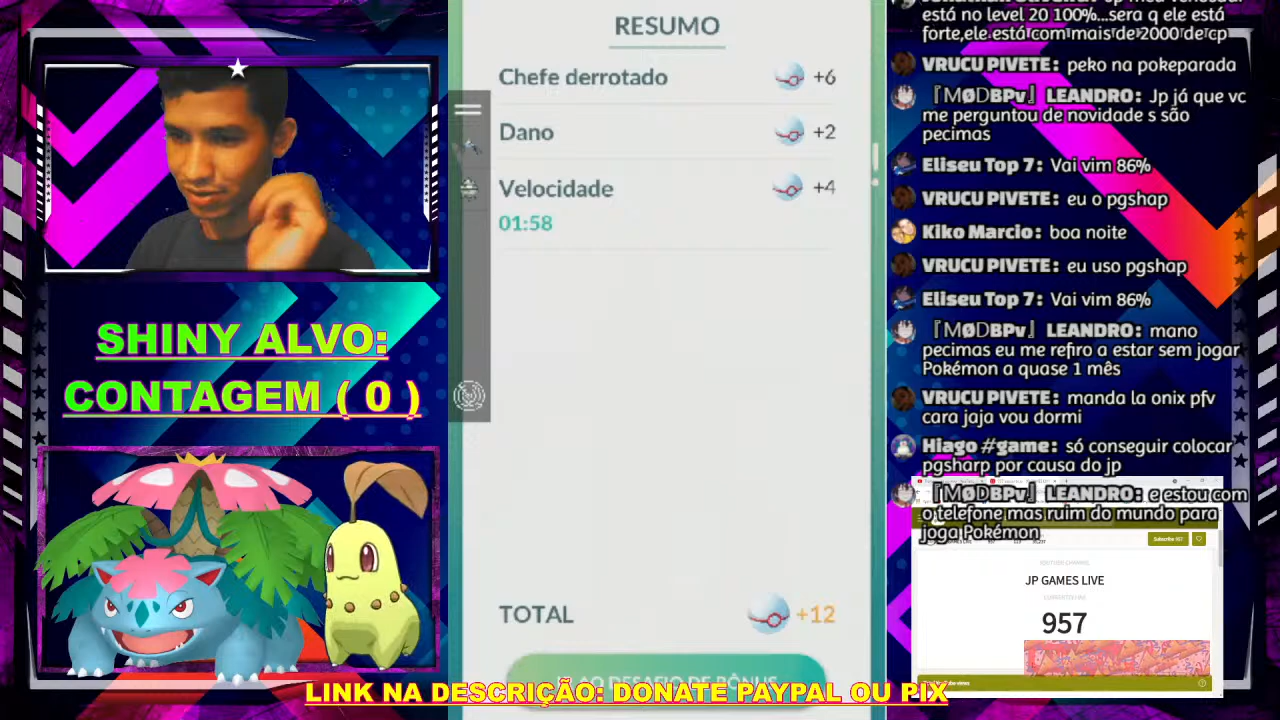 RESUMO
Chefe derrotado +6
Dano +2
Velocidade +4
01:58
TOTAL +12
SHINY ALVO:
CONTAGEM ( 0 )
está no level 20 100%...sera q ele está
forte,ele está com mais de 2000 de cp
VRUCU PIVETE: peko na pokeparada
『MØDBPv』 LEANDRO: Jp já que vc
me perguntou de novidade s são
pecimas
Eliseu Top 7: Vai vim 86%
VRUCU PIVETE: eu o pgshap
Kiko Marcio: boa noite
VRUCU PIVETE: eu uso pgshap
Eliseu Top 7: Vai vim 86%
『MØDBPv』 LEANDRO: mano
pecimas eu me refiro a estar sem jogar
Pokémon a quase 1 mês
VRUCU PIVETE: manda la onix pfv
cara jaja vou dormi
Hiago #game: só conseguir colocar
pgsharp por causa do jp
『MØDBPv』 LEANDRO: e estou com
o telefone mas ruim do mundo para
joga Pokémon
JP GAMES LIVE
957
LINK NA DESCRIÇÃO: DONATE PAYPAL OU PIX